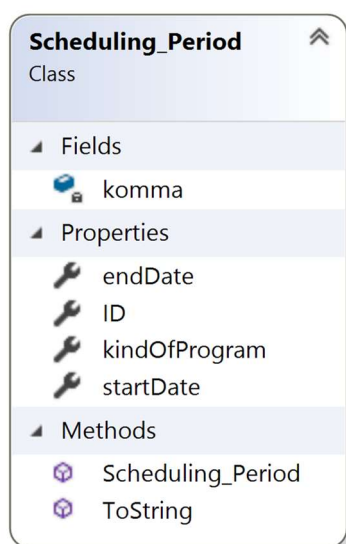 Scheduling_Period
Class
Fields
komma
Properties
endDate
ID
kindOfProgram
startDate
Methods
Scheduling_Period
ToString